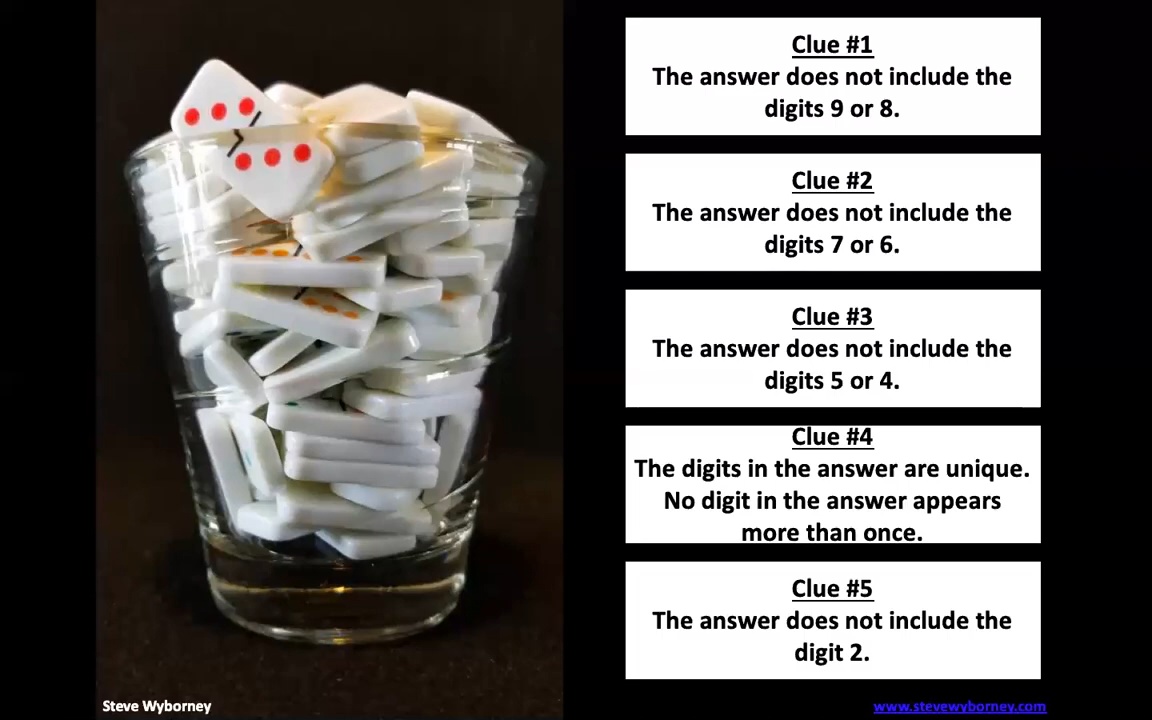 Clue #1
The answer does not include the
digits 9 or 8.
Clue #2
The answer does not include the
digits 7 or 6.
Clue #3
The answer does not include the
digits 5 or 4.
Clue #4
The digits in the answer are unique.
No digit in the answer appears
more than once.
Clue #5
The answer does not include the
digit 2.
Steve Wyborney
www.stevewyborney.com